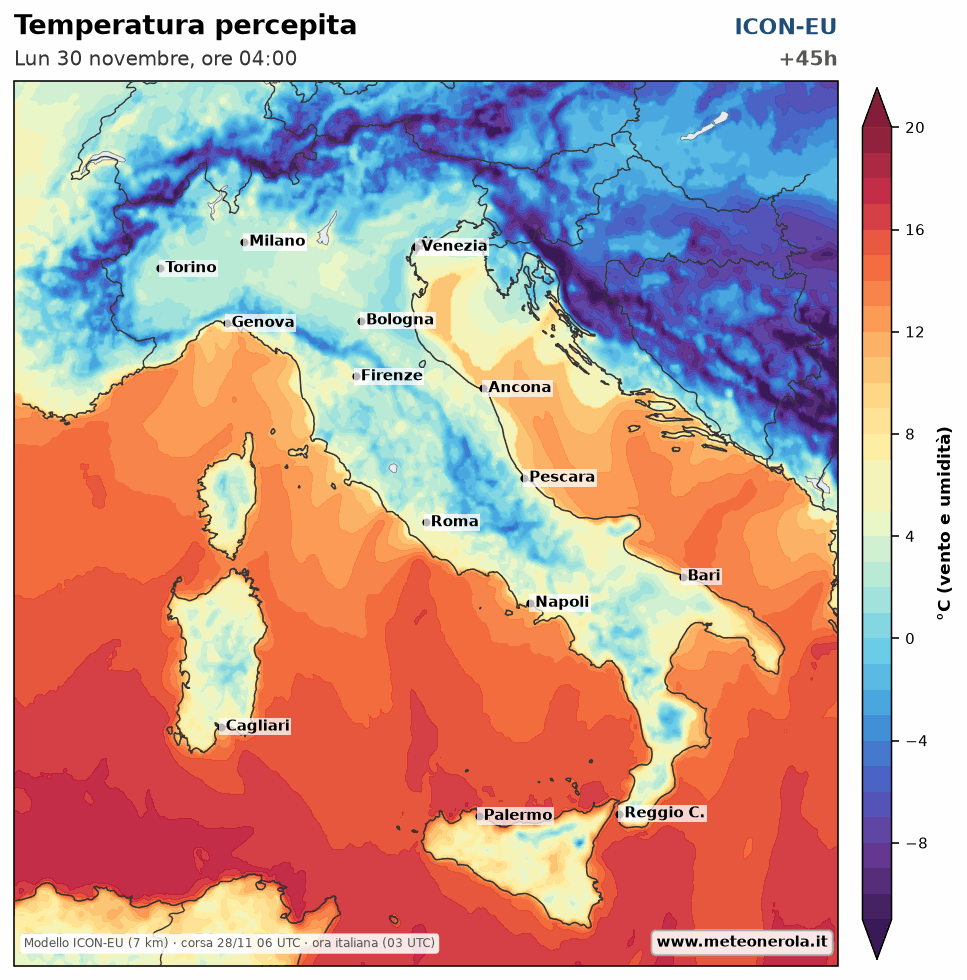 Temperatura percepita
ICON-EU
Lun 30 novembre, ore 04:00
+45h
Milano
Venezia
Torino
Genova
Bologna
Firenze
Ancona
Pescara
Roma
Bari
Napoli
Cagliari
Palermo
Reggio C.
20
16
12
8
4
0
−4
−8
°C (vento e umidità)
Modello ICON-EU (7 km) · corsa 28/11 06 UTC · ora italiana (03 UTC)
www.meteonerola.it